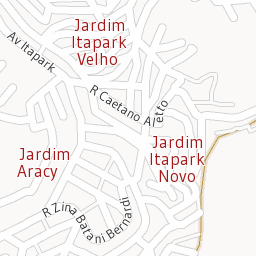 Jardim
Itapark
Velho
Av Itapark
R Caetano Aletto
Jardim
Itapark
Novo
Jardim
Aracy
R Zina Batani Bernardi